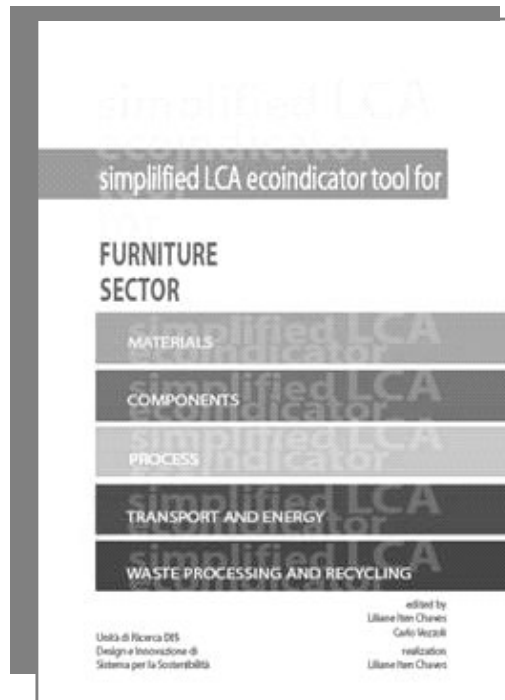 simplified LCA
ecoindicator
simplilfied LCA ecoindicator tool for
for
FURNITURE
SECTOR
simplified LCA
MATERIALS
ecoindicator
simplified LCA
COMPONENTS
ecoindicator
simplified LCA
PROCESS
ecoindicator
simplified LCA
TRANSPORT AND ENERGY
ecoindicator
simplified LCA
WASTE PROCESSING AND RECYCLING
ecoindicator
edited by
Liliane Iten Chaves
Carlo Vezzoli
realization
Liliane Iten Chaves
Unità di Ricerca DIS
Design e Innovazione di
Sistema per la Sostenibilità